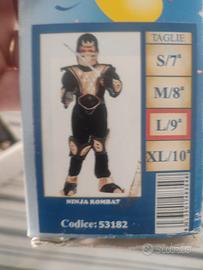 TAGLIE
S/7ª
M/8ª
L/9ª
XL/10ª
NINJA KOMBAT
Codice: 53182